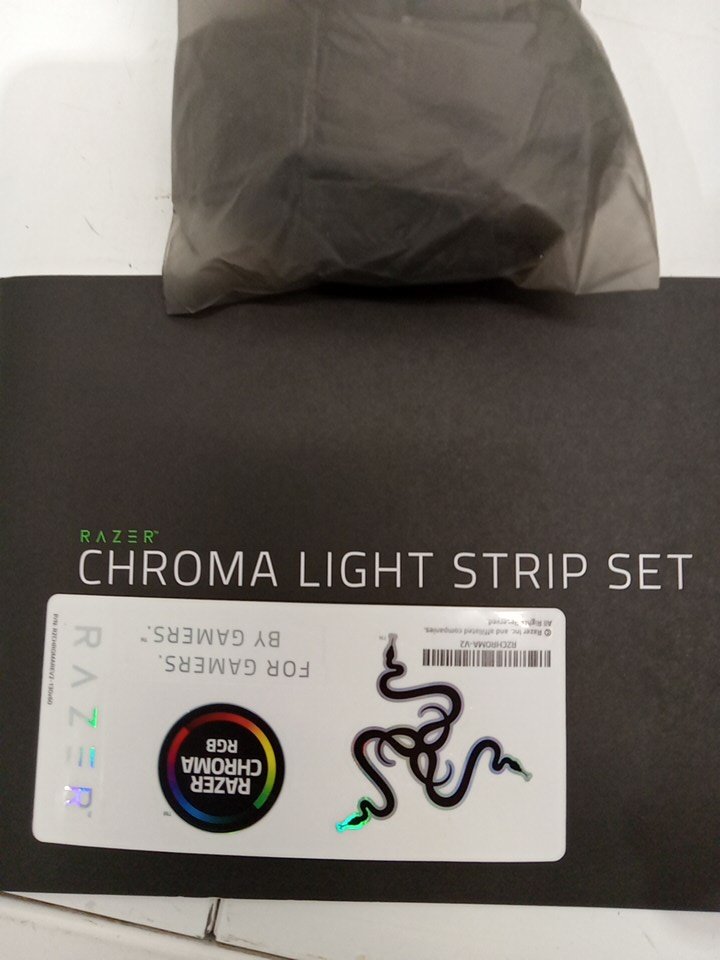 RAZER™
CHROMA LIGHT STRIP SET
RZCHROMA-V2
© Razer Inc. and affiliated companies.
All Rights Reserved.
FOR GAMERS.
BY GAMERS.™
RAZER
CHROMA
RGB
RAZER™